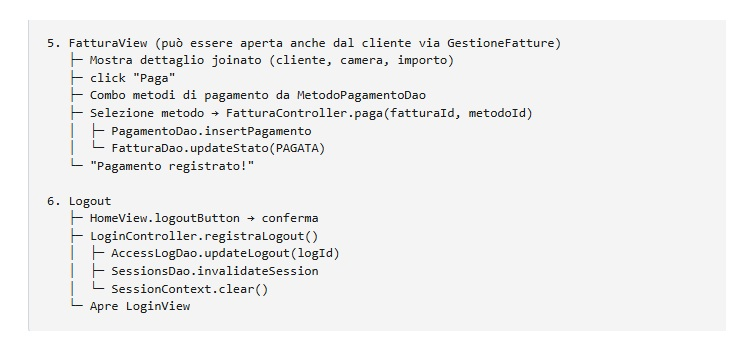 5. FatturaView (può essere aperta anche dal cliente via GestioneFatture)
   ├─ Mostra dettaglio joinato (cliente, camera, importo)
   ├─ click "Paga"
   ├─ Combo metodi di pagamento da MetodoPagamentoDao
   ├─ Selezione metodo → FatturaController.paga(fatturaId, metodoId)
   │  ├─ PagamentoDao.insertPagamento
   │  └─ FatturaDao.updateStato(PAGATA)
   └─ "Pagamento registrato!"

6. Logout
   ├─ HomeView.logoutButton → conferma
   ├─ LoginController.registraLogout()
   │  ├─ AccessLogDao.updateLogout(logId)
   │  ├─ SessionsDao.invalidateSession
   │  └─ SessionContext.clear()
   └─ Apre LoginView